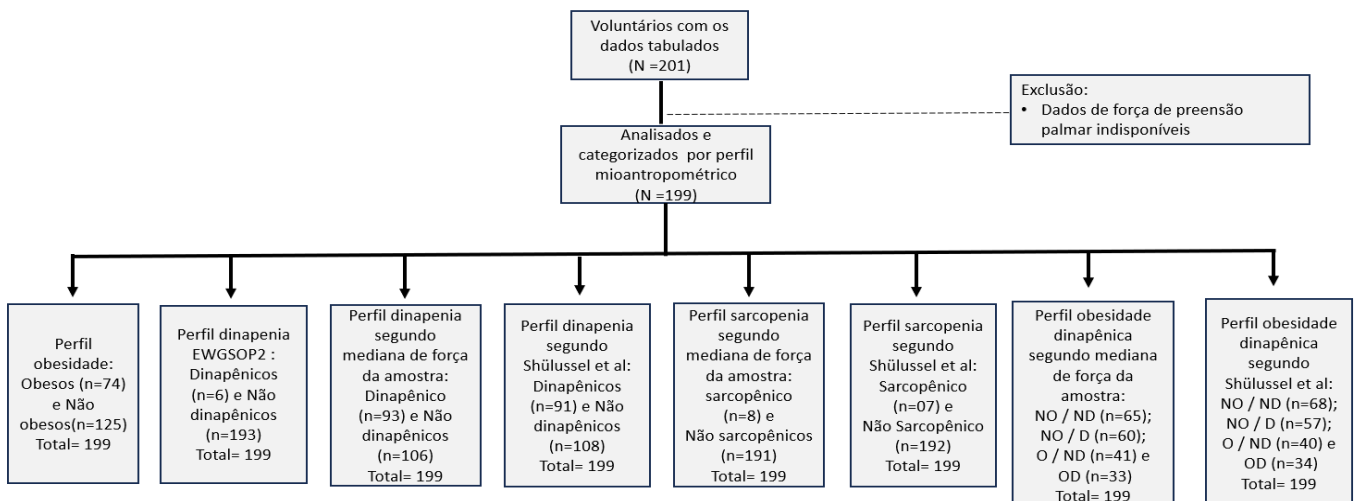 Voluntários com os
dados tabulados
(N =201)
Exclusão:
• Dados de força de preensão
palmar indisponíveis
Analisados e
categorizados por perfil
mioantropométrico
(N =199)
Perfil
obesidade:
Obesos (n=74)
e Não
obesos(n=125)
Total= 199
Perfil dinapenia
EWGSOP2 :
Dinapênicos
(n=6) e Não
dinapênicos
(n=193)
Total= 199
Perfil dinapenia
segundo
mediana de força
da amostra:
Dinapênico
(n=93) e Não
dinapênicos
(n=106)
Total= 199
Perfil dinapenia
segundo
Shülussel et al:
Dinapênicos
(n=91) e Não
dinapênicos
(n=108)
Total= 199
Perfil sarcopenia
segundo
mediana de força
da amostra:
sarcopênico
(n=8) e
Não sarcopênicos
(n=191)
Total= 199
Perfil sarcopenia
segundo
Shülussel et al:
Sarcopênico
(n=07) e
Não Sarcopênico
(n=192)
Total= 199
Perfil obesidade
dinapênica
segundo mediana
de força da
amostra:
NO / ND (n=65);
NO / D (n=60);
O / ND (n=41) e
OD (n=33)
Total= 199
Perfil obesidade
dinapênica
segundo
Shülussel et al:
NO / ND (n=68);
NO / D (n=57);
O / ND (n=40) e
OD (n=34)
Total= 199